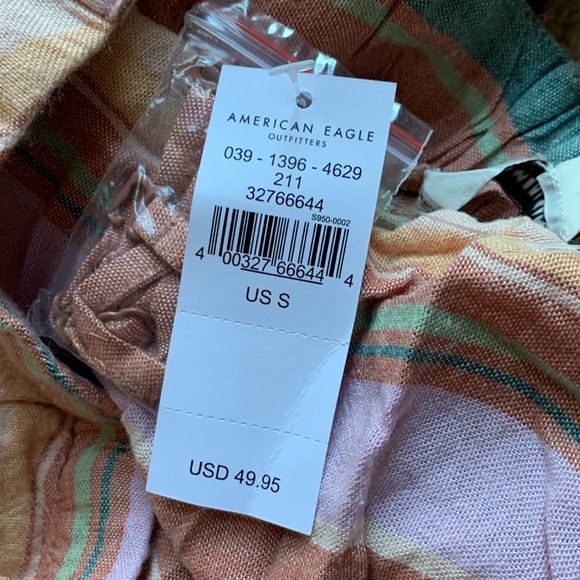 AMERICAN EAGLE
OUTFITTERS
039 - 1396 - 4629
211
32766644
S950-0002
4 00327 66644 4
US S
USD 49.95